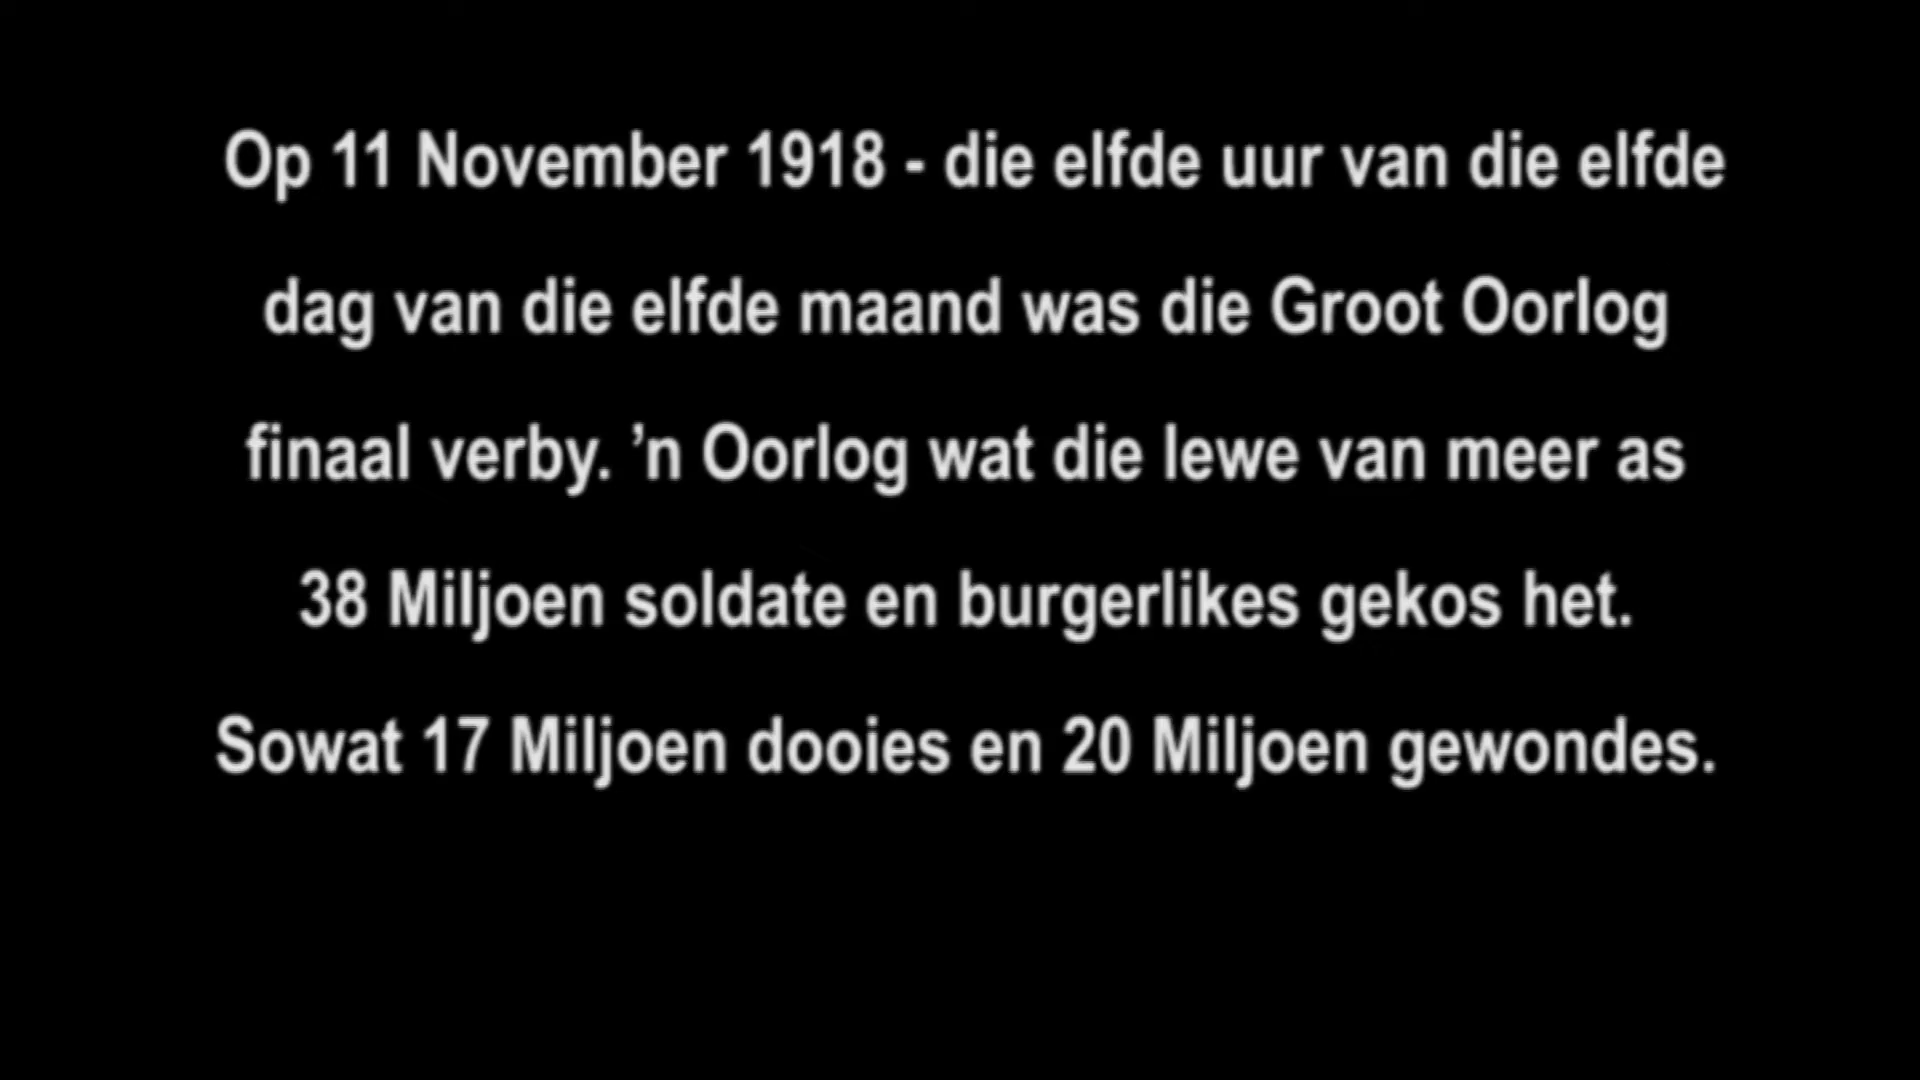 Op 11 November 1918 - die elfde uur van die elfde
dag van die elfde maand was die Groot Oorlog
finaal verby. ’n Oorlog wat die lewe van meer as
38 Miljoen soldate en burgerlikes gekos het.
Sowat 17 Miljoen dooies en 20 Miljoen gewondes.